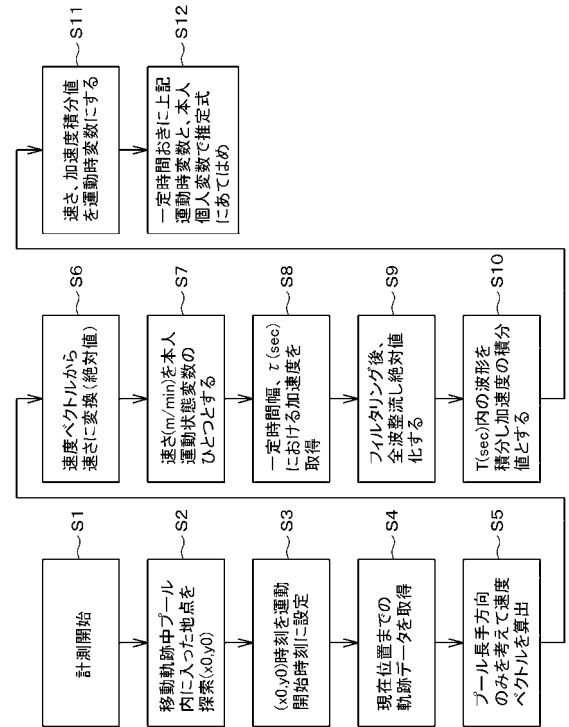 S1
計測開始
S2
移動軌跡中プール
内に入った地点を
探索(x0,y0)
S3
(x0,y0)時刻を運動
開始時刻に設定
S4
現在位置までの
軌跡データを取得
S5
プール長手方向
のみを考えて速度
ベクトルを算出
S6
速度ベクトルから
速さに変換(絶対値)
S7
速さ(m/min)を本人
運動状態変数の
ひとつとする
S8
一定時間幅、τ(sec)
における加速度を
取得
S9
フィルタリング後、
全波整流し絶対値
化する
S10
T(sec)内の波形を
積分し加速度の積分
値とする
S11
速さ、加速度積分値
を運動時変数にする
S12
一定時間おきに上記
運動時変数と、本人
個人変数で推定式
にあてはめ